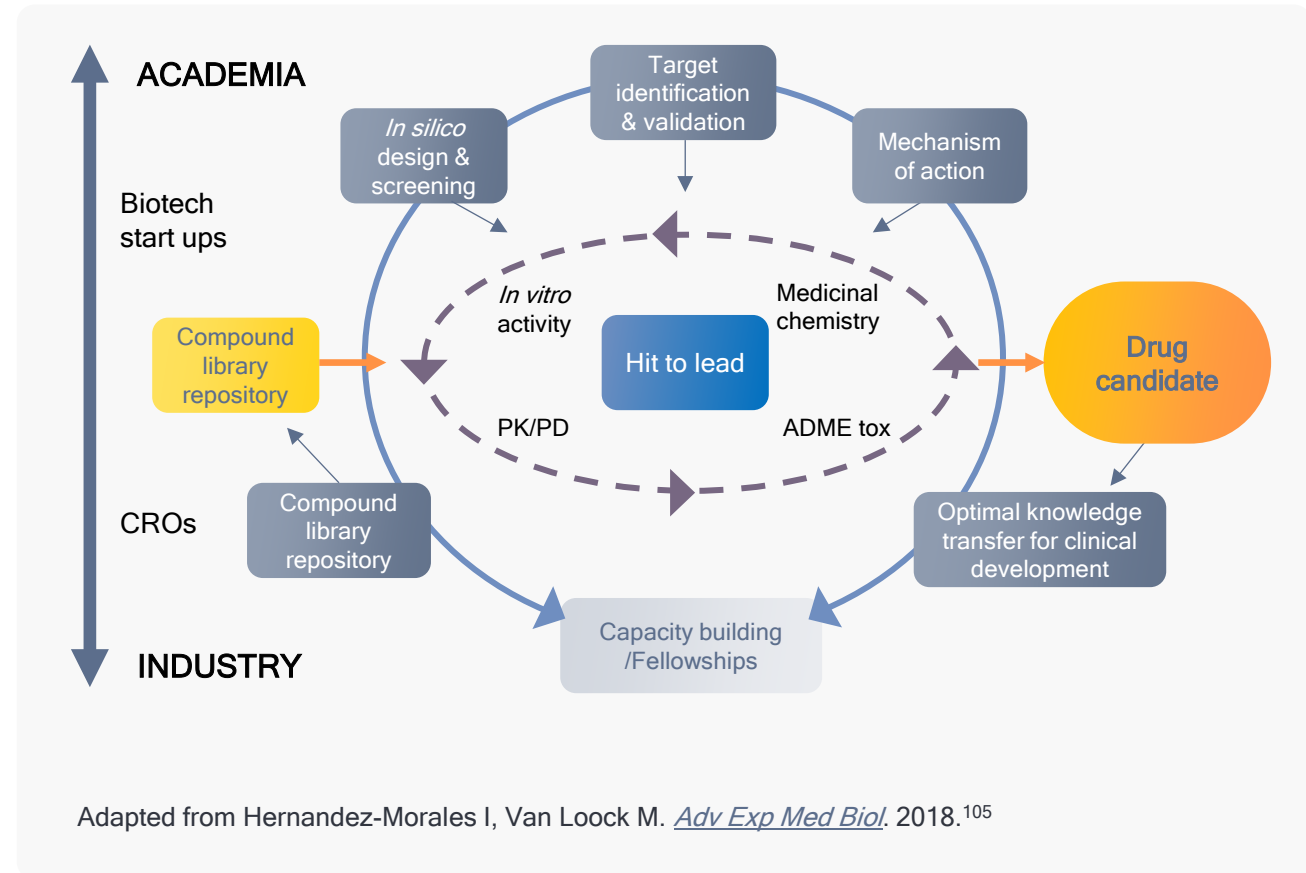 ACADEMIA
Target
identification
& validation
In silico
design &
screening
Mechanism
of action
Biotech
start ups
In vitro
activity
Medicinal
chemistry
Compound
library
repository
Hit to lead
Drug
candidate
PK/PD
ADME tox
CROs
Compound
library
repository
Optimal knowledge
transfer for clinical
development
Capacity building
/Fellowships
INDUSTRY
Adapted from Hernandez-Morales I, Van Loock M. Adv Exp Med Biol. 2018.105